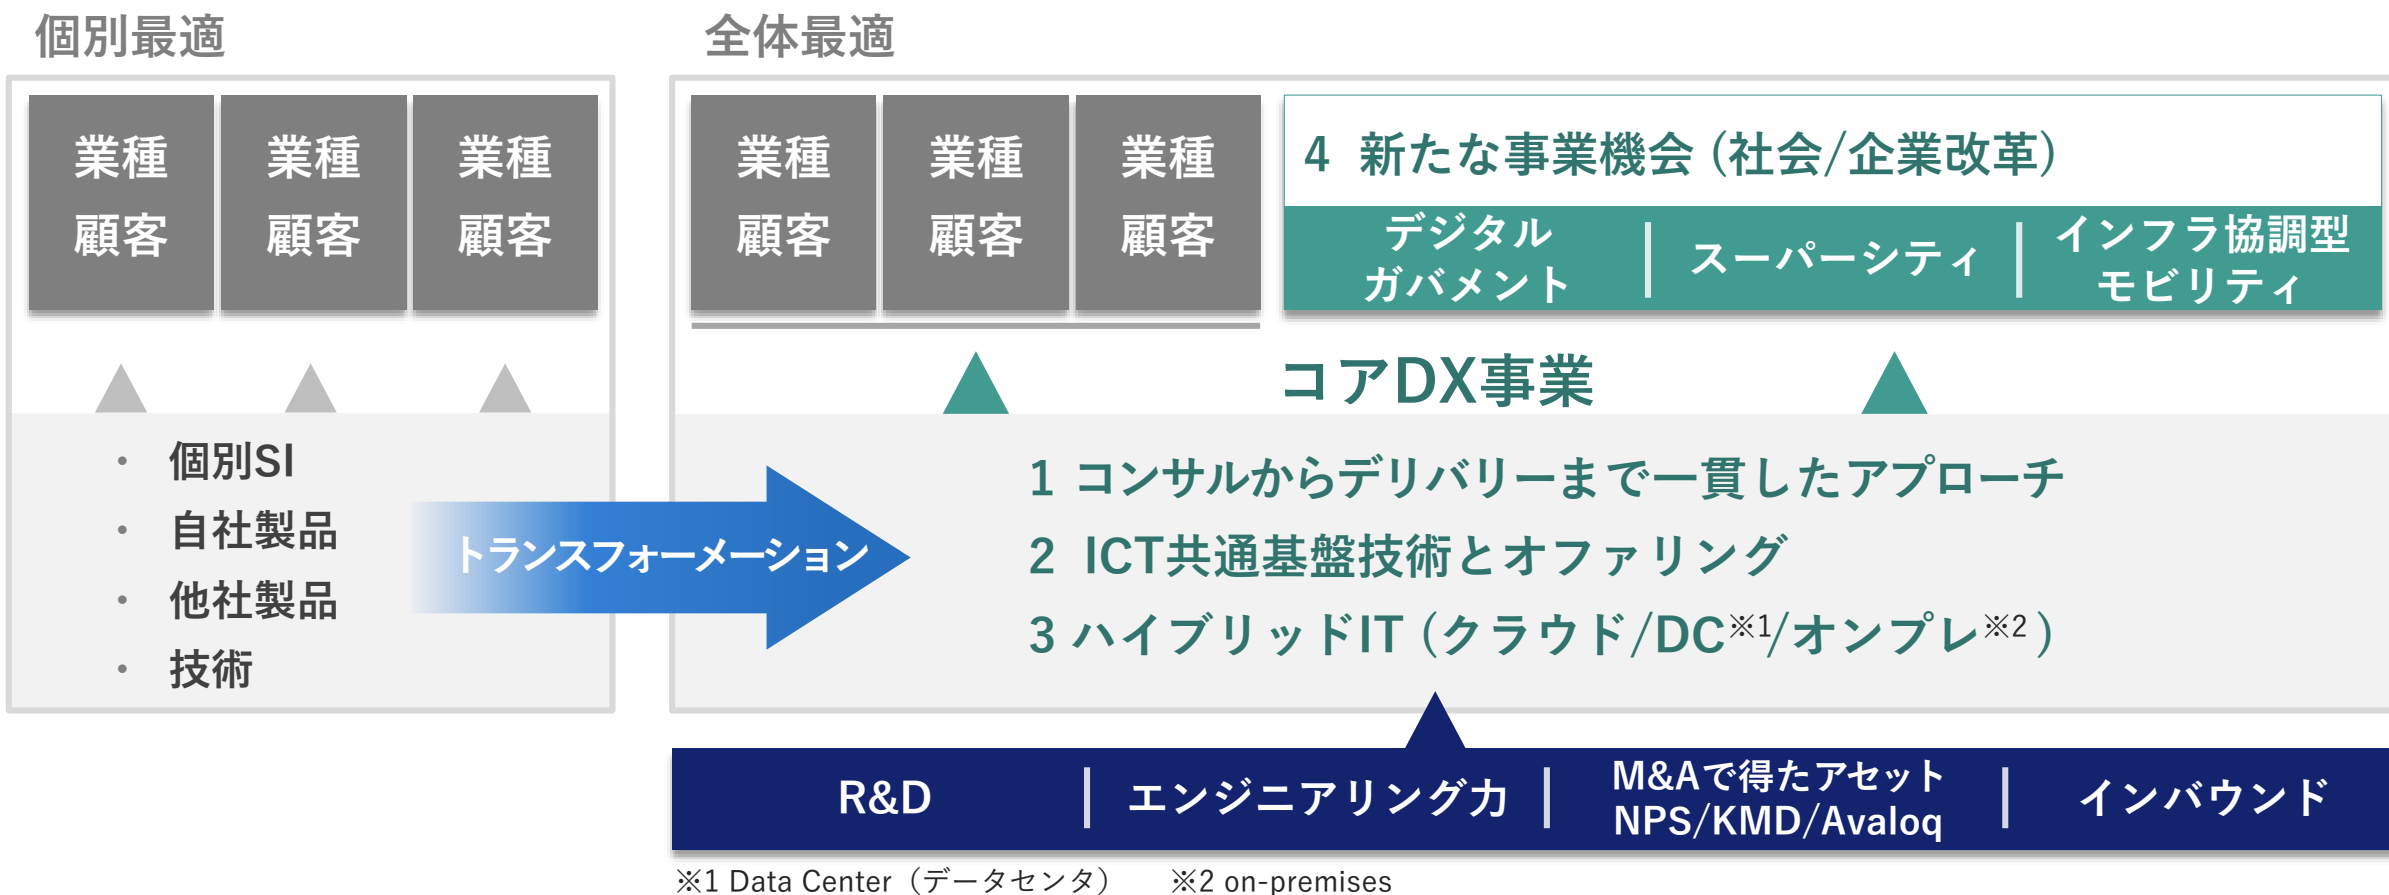 個別最適
業種
顧客
業種
顧客
業種
顧客
・ 個別SI
・ 自社製品
・ 他社製品
・ 技術
トランスフォーメーション
全体最適
業種
顧客
業種
顧客
業種
顧客
4 新たな事業機会 (社会/企業改革)
デジタル
ガバメント
スーパーシティ
インフラ協調型
モビリティ
コアDX事業
1 コンサルからデリバリーまで一貫したアプローチ
2 ICT共通基盤技術とオファリング
3 ハイブリッドIT (クラウド/DC※1/オンプレ※2 )
R&D
エンジニアリング力
M&Aで得たアセット
NPS/KMD/Avaloq
インバウンド
※1 Data Center（データセンタ） ※2 on-premises